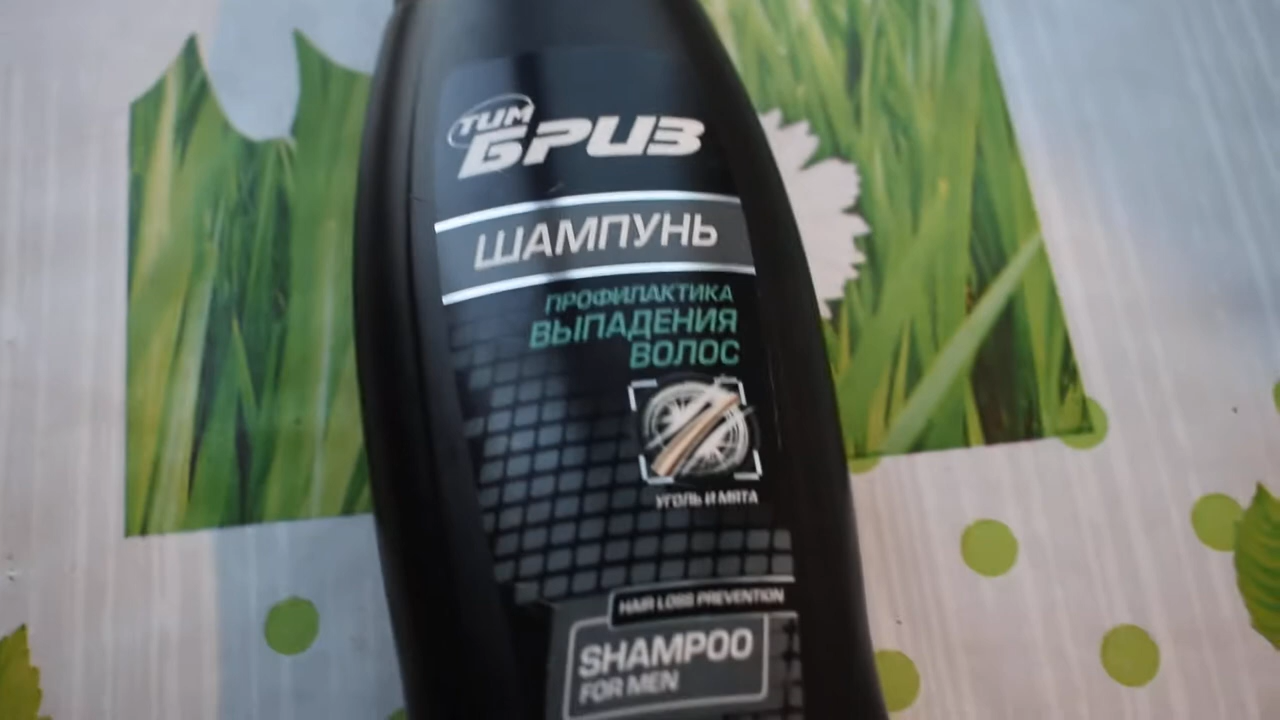 ТИМ
БРИЗ
ШАМПУНЬ
ПРОФИЛАКТИКА
ВЫПАДЕНИЯ
ВОЛОС
УГОЛЬ И МЯТА
HAIR LOSS PREVENTION
SHAMPOO
FOR MEN